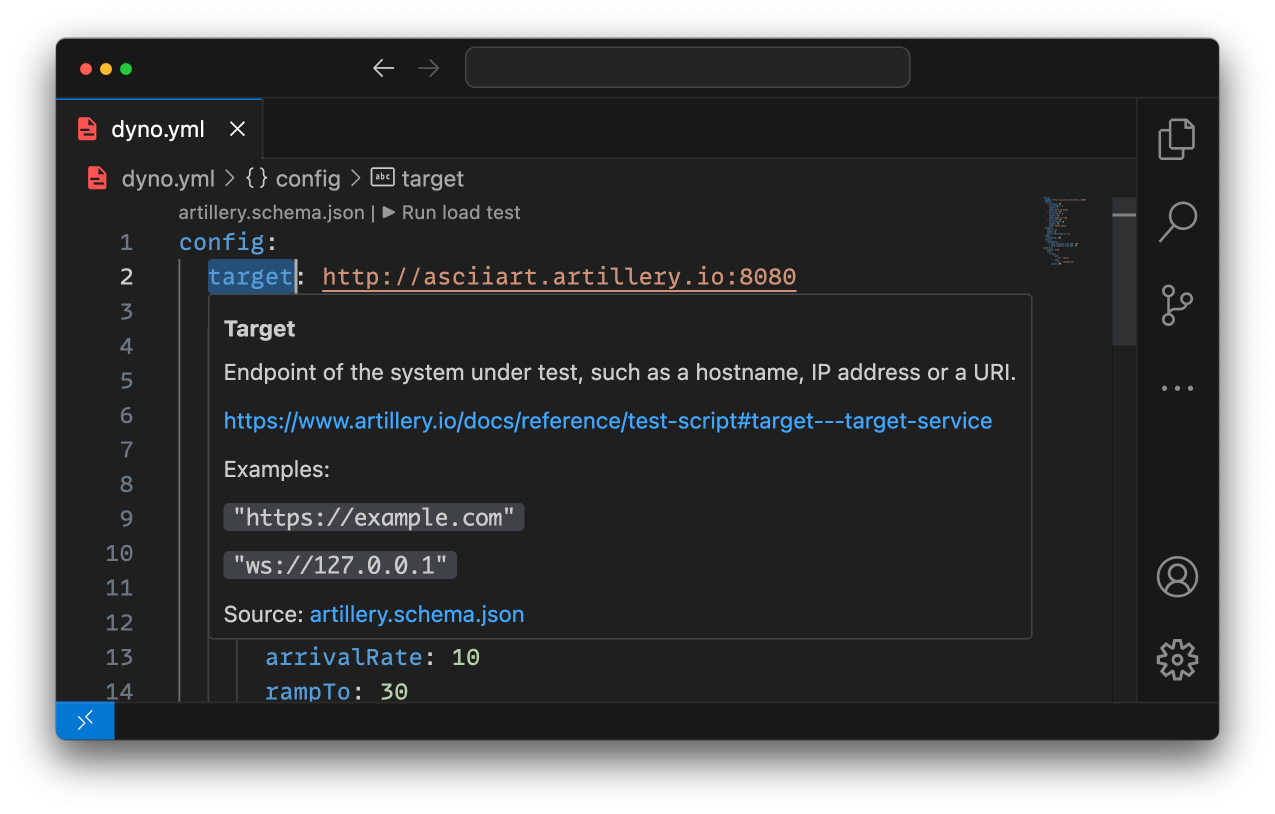 dyno.yml
dyno.yml > {} config > abc target
artillery.schema.json | ▶ Run load test
1 config:
2 target: http://asciiart.artillery.io:8080
3
4
5
6
7
8
9
10
11
12
Target
Endpoint of the system under test, such as a hostname, IP address or a URI.
https://www.artillery.io/docs/reference/test-script#target---target-service
Examples:
"https://example.com"
"ws://127.0.0.1"
Source: artillery.schema.json
13 arrivalRate: 10
14 rampTo: 30